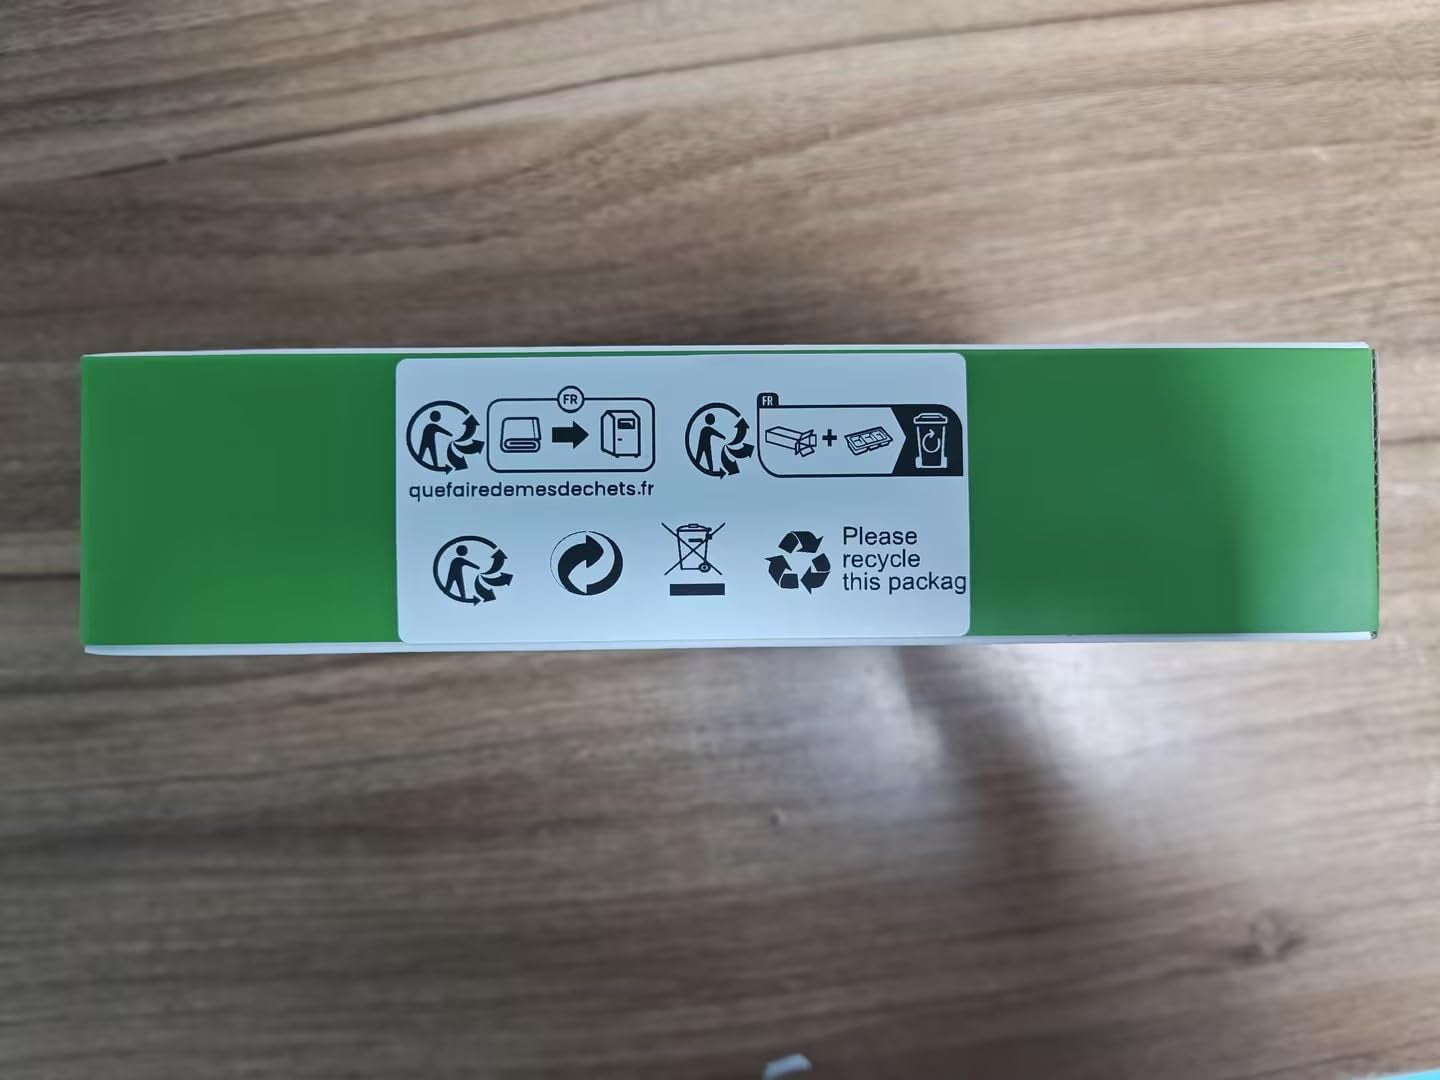 FR
FR
quefairedemesdechets.fr
Please
recycle
this packag